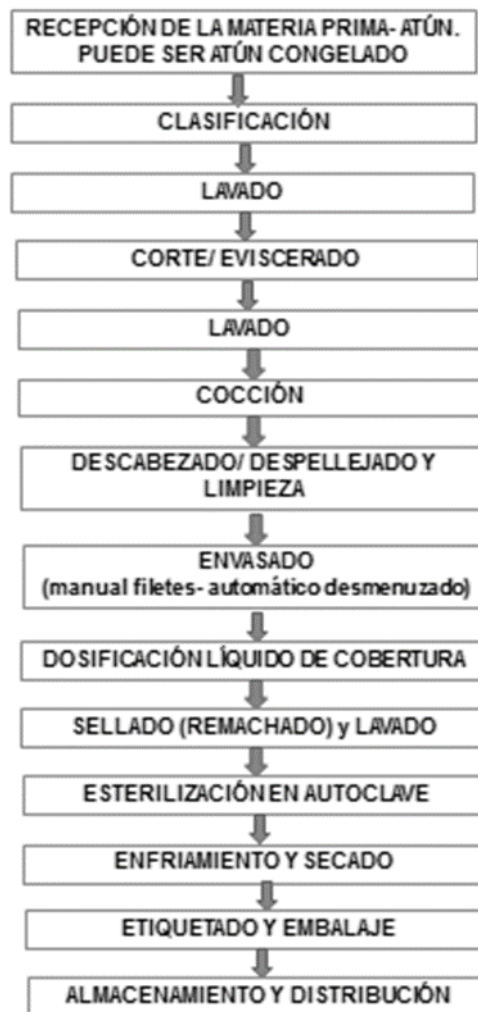 RECEPCIÓN DE LA MATERIA PRIMA- ATÚN.
PUEDE SER ATÚN CONGELADO
CLASIFICACIÓN
LAVADO
CORTE/ EVISCERADO
LAVADO
COCCIÓN
DESCABEZADO/ DESPELLEJADO Y
LIMPIEZA
ENVASADO
(manual filetes- automático desmenuzado)
DOSIFICACIÓN LÍQUIDO DE COBERTURA
SELLADO (REMACHADO) y LAVADO
ESTERILIZACIÓN EN AUTOCLAVE
ENFRIAMIENTO Y SECADO
ETIQUETADO Y EMBALAJE
ALMACENAMIENTO Y DISTRIBUCIÓN